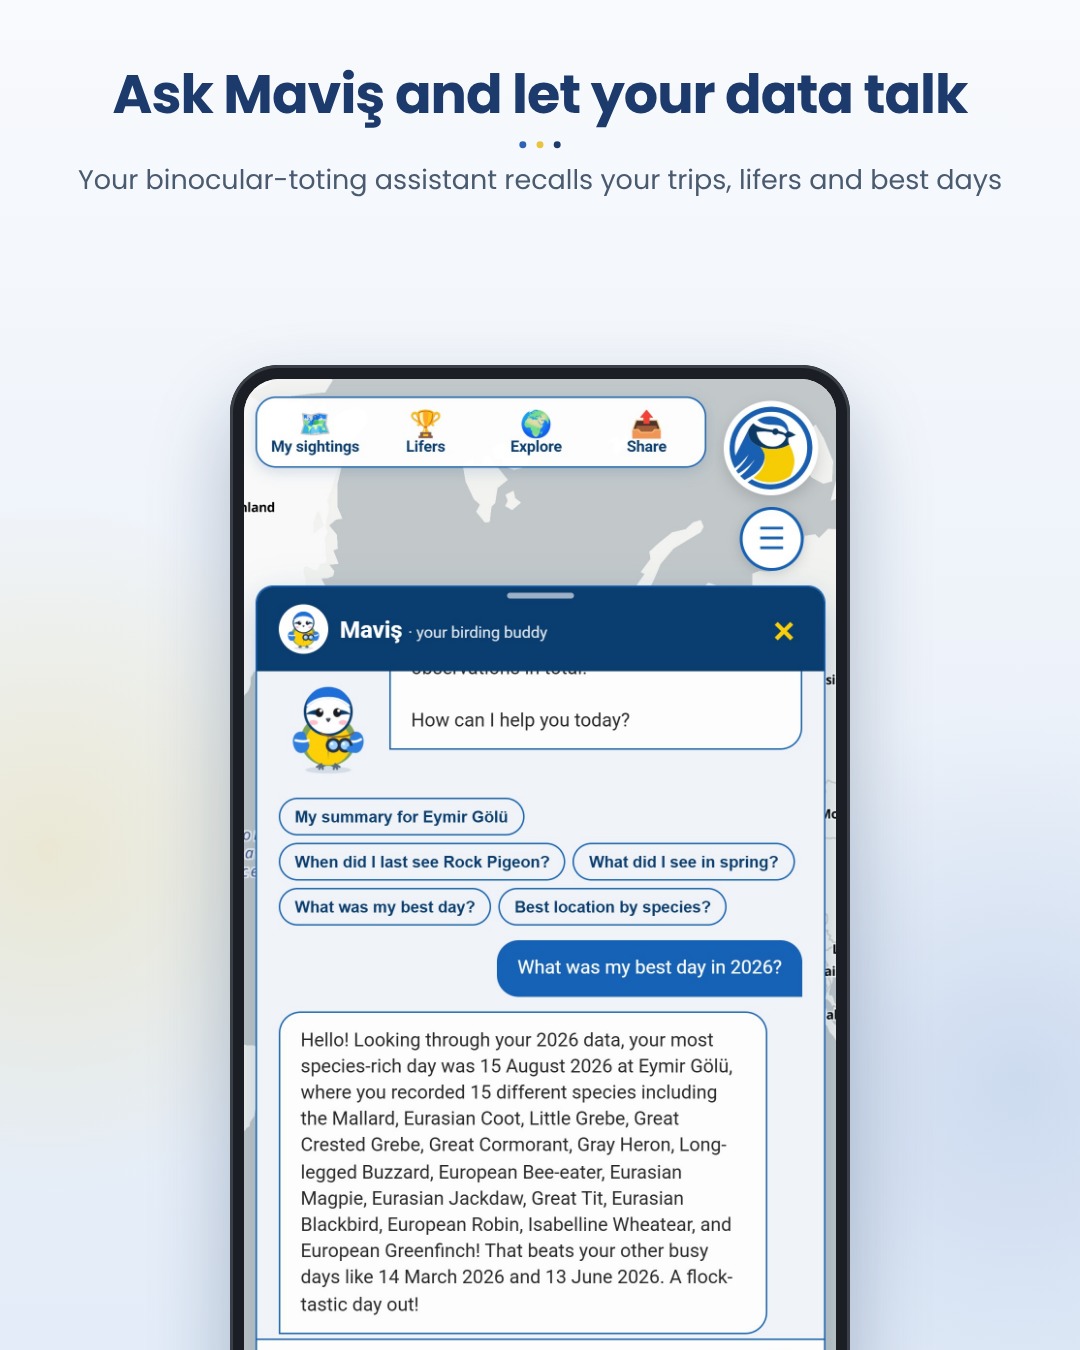 Ask Maviş and let your data talk
Your binocular-toting assistant recalls your trips, lifers and best days
My sightings
Lifers
Explore
Share
Maviş · your birding buddy
observations in total.
How can I help you today?
My summary for Eymir Gölü
When did I last see Rock Pigeon?
What did I see in spring?
What was my best day?
Best location by species?
What was my best day in 2026?
Hello! Looking through your 2026 data, your most
species-rich day was 15 August 2026 at Eymir Gölü,
where you recorded 15 different species including
the Mallard, Eurasian Coot, Little Grebe, Great
Crested Grebe, Great Cormorant, Gray Heron, Long-
legged Buzzard, European Bee-eater, Eurasian
Magpie, Eurasian Jackdaw, Great Tit, Eurasian
Blackbird, European Robin, Isabelline Wheatear, and
European Greenfinch! That beats your other busy
days like 14 March 2026 and 13 June 2026. A flock-
tastic day out!